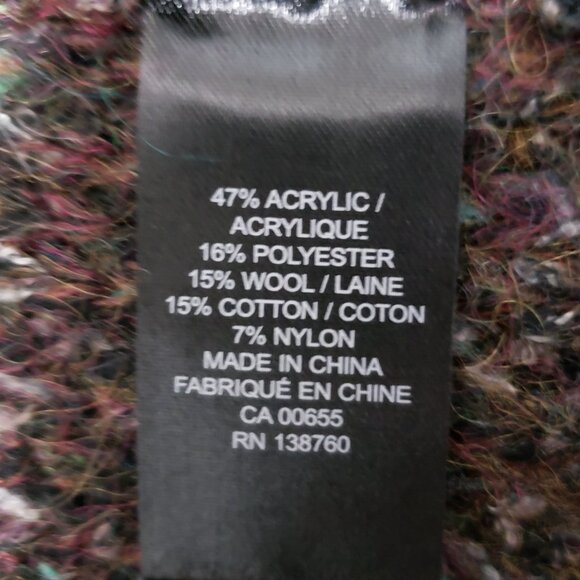 47% ACRYLIC /
ACRYLIQUE
16% POLYESTER
15% WOOL / LAINE
15% COTTON / COTON
7% NYLON
MADE IN CHINA
FABRIQUÉ EN CHINE
CA 00655
RN 138760